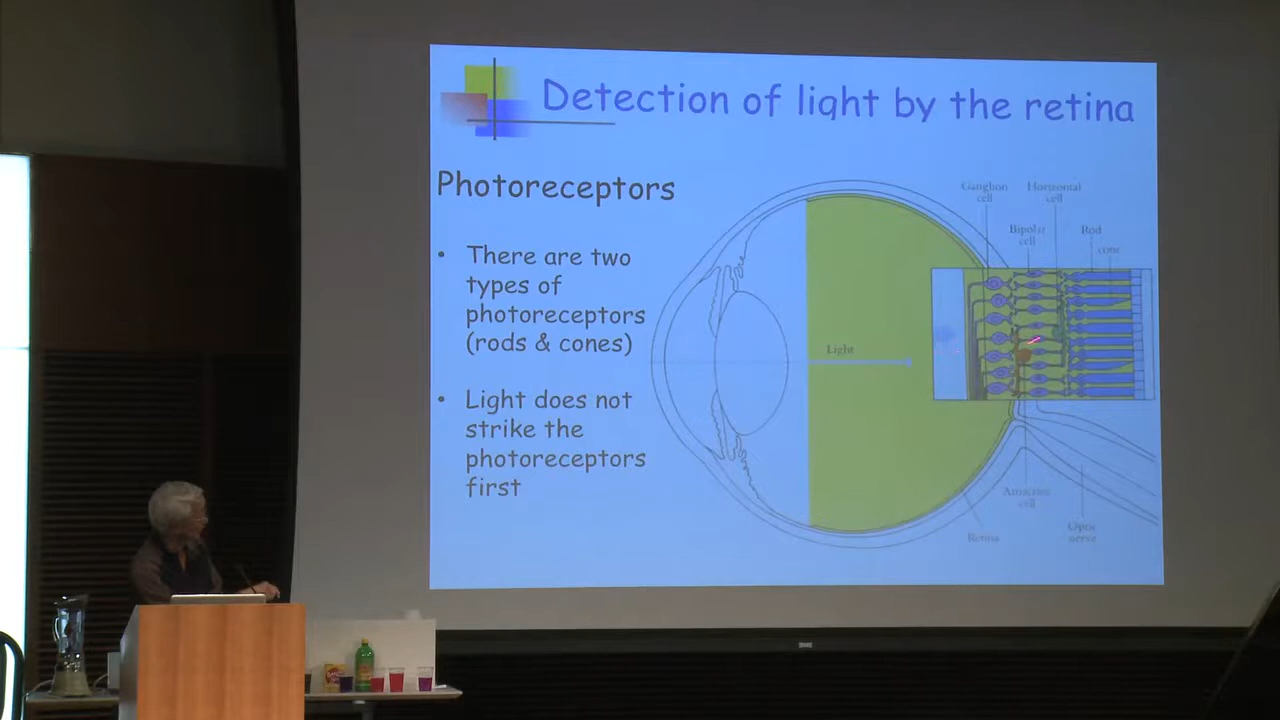 Detection of light by the retina
Photoreceptors
• There are two
types of
photoreceptors
(rods & cones)
• Light does not
strike the
photoreceptors
first
Ganglion
cell
Horizontal
cell
Bipolar
cell
Rod
cone
Light
Amacrine
cell
Optic
nerve
Retina